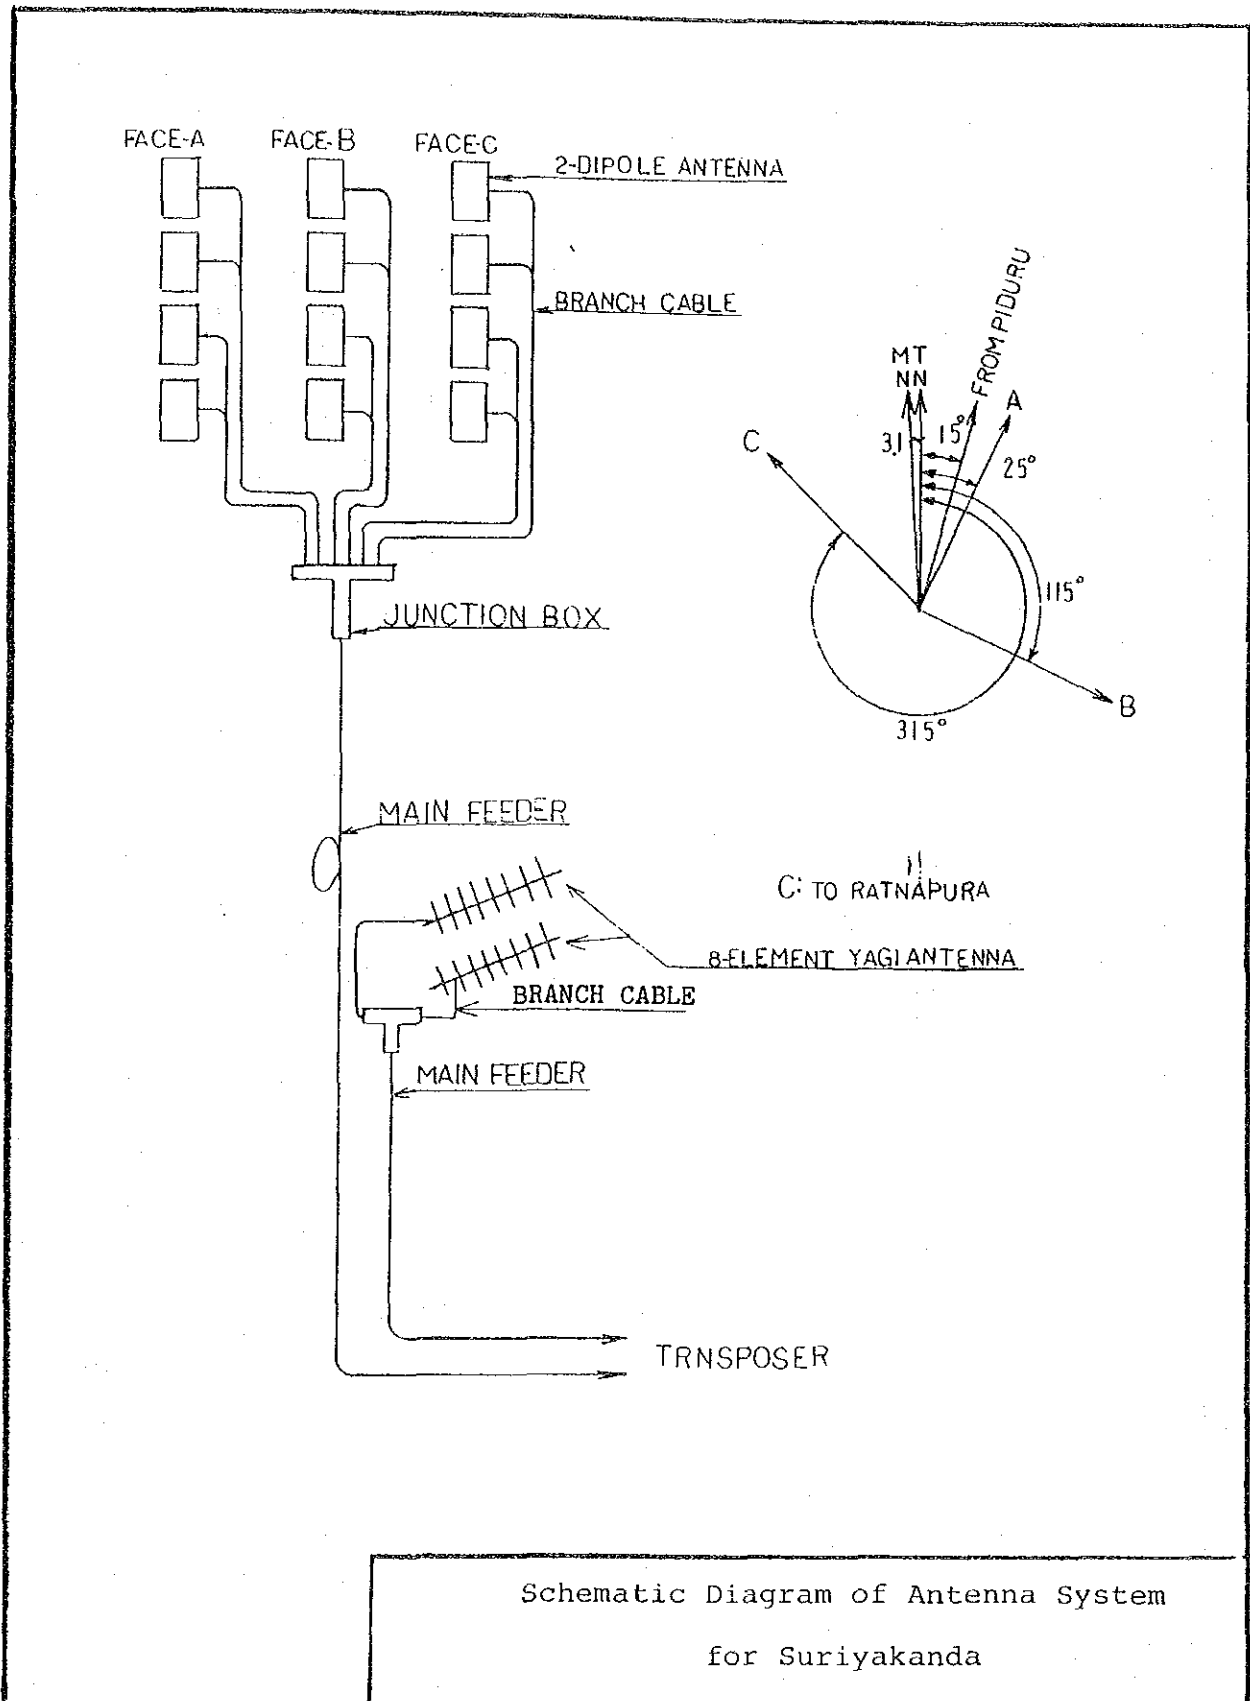 FACE-A FACE-B FACE-C
2-DIPOLE ANTENNA
BRANCH CABLE
FROM PIDURU
M T
N N
A
C
3.1
15°
25°
115°
B
315°
JUNCTION BOX
MAIN FEEDER
C: TO RATNAPURA
8-ELEMENT YAGI ANTENNA
BRANCH CABLE
MAIN FEEDER
TRNSPOSER
Schematic Diagram of Antenna System
for Suriyakanda